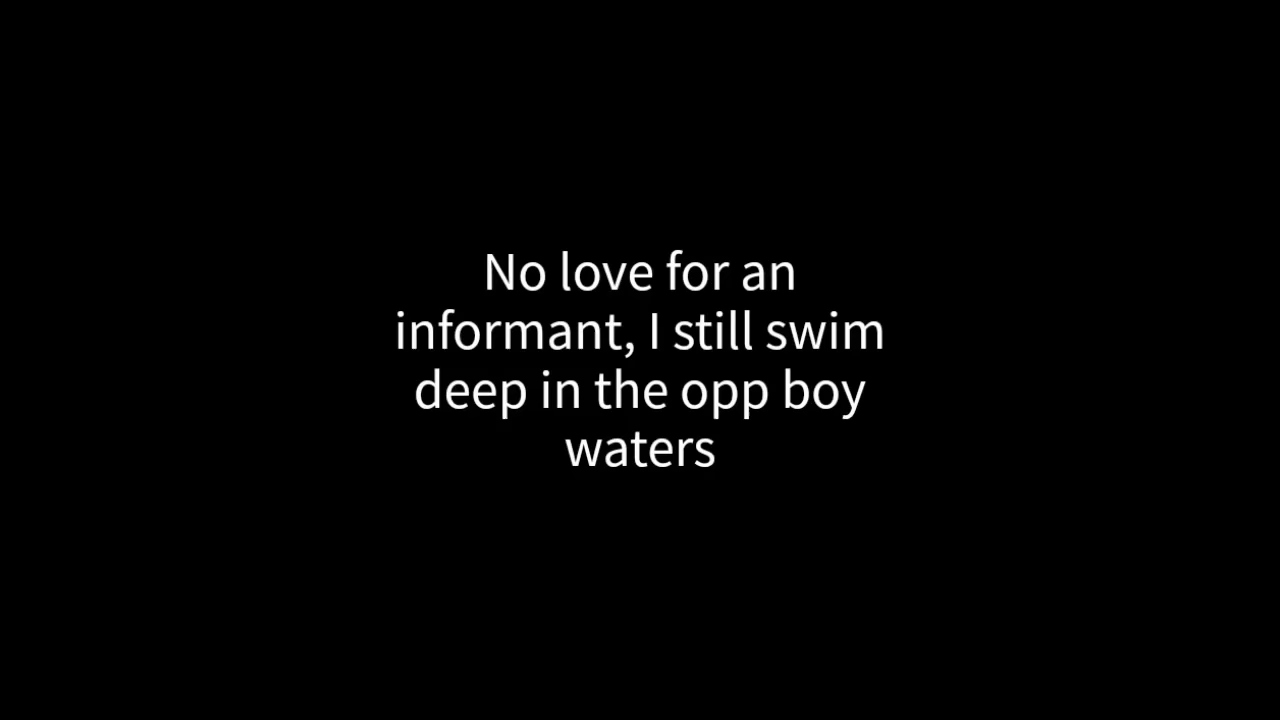 No love for an
informant, I still swim
deep in the opp boy
waters